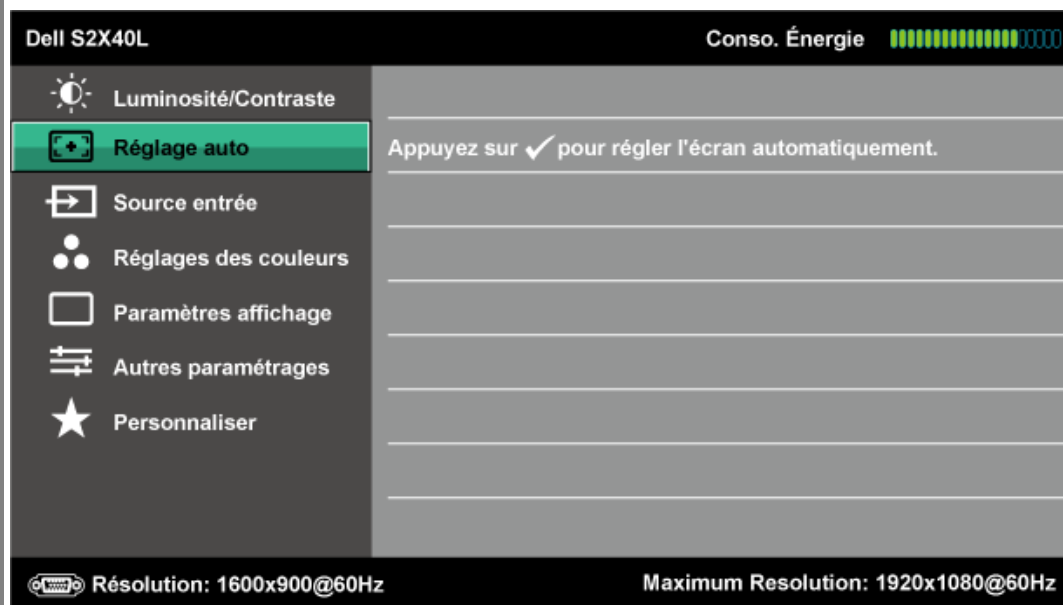 Dell S2X40L
Conso. Énergie
Luminosité/Contraste
Réglage auto
Appuyez sur ✓ pour régler l'écran automatiquement.
Source entrée
Réglages des couleurs
Paramètres affichage
Autres paramétrages
Personnaliser
Résolution: 1600x900@60Hz
Maximum Resolution: 1920x1080@60Hz